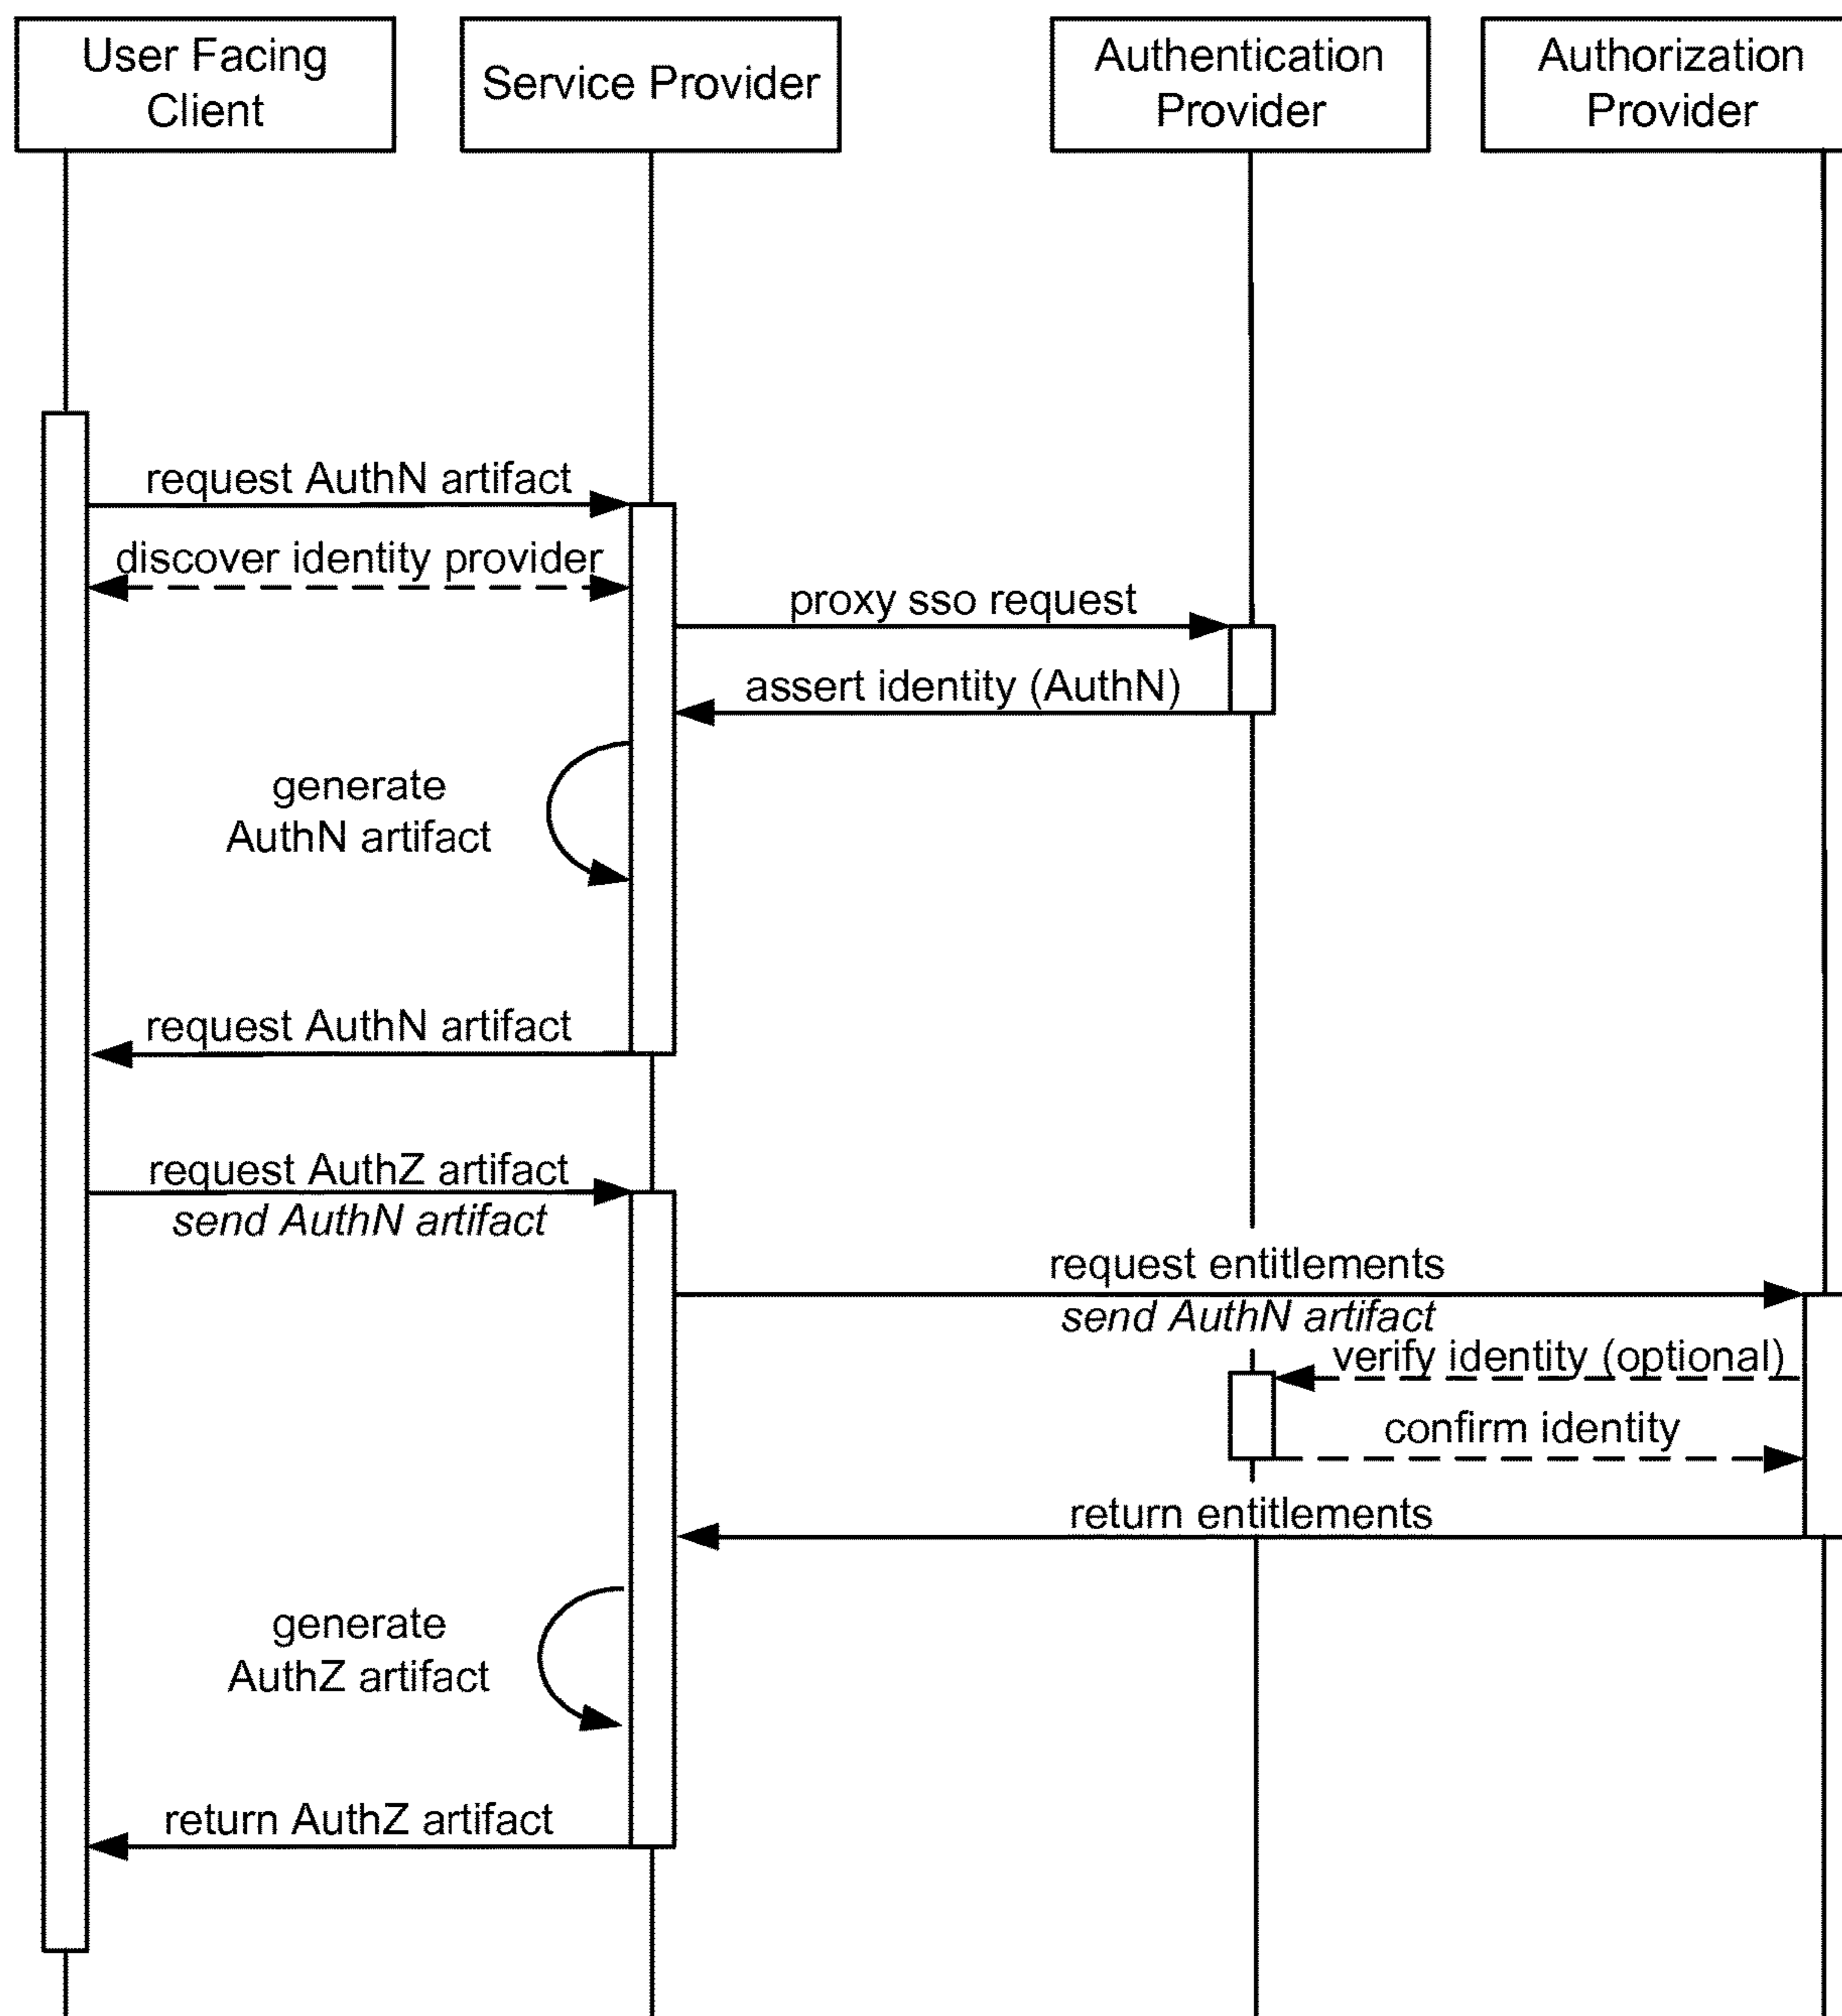 User Facing
Client
Service Provider
Authentication
Provider
Authorization
Provider
request AuthN artifact
discover identity provider
proxy sso request
assert identity (AuthN)
generate
AuthN artifact
request AuthN artifact
request AuthZ artifact
send AuthN artifact
request entitlements
send AuthN artifact
verify identity (optional)
confirm identity
return entitlements
generate
AuthZ artifact
return AuthZ artifact